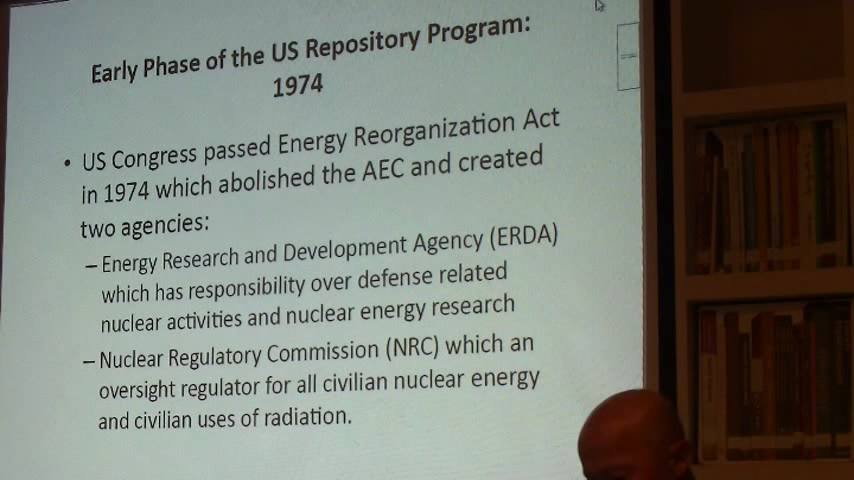 Early Phase of the US Repository Program:
1974
• US Congress passed Energy Reorganization Act
in 1974 which abolished the AEC and created
two agencies:
– Energy Research and Development Agency (ERDA)
which has responsibility over defense related
nuclear activities and nuclear energy research
– Nuclear Regulatory Commission (NRC) which an
oversight regulator for all civilian nuclear energy
and civilian uses of radiation.